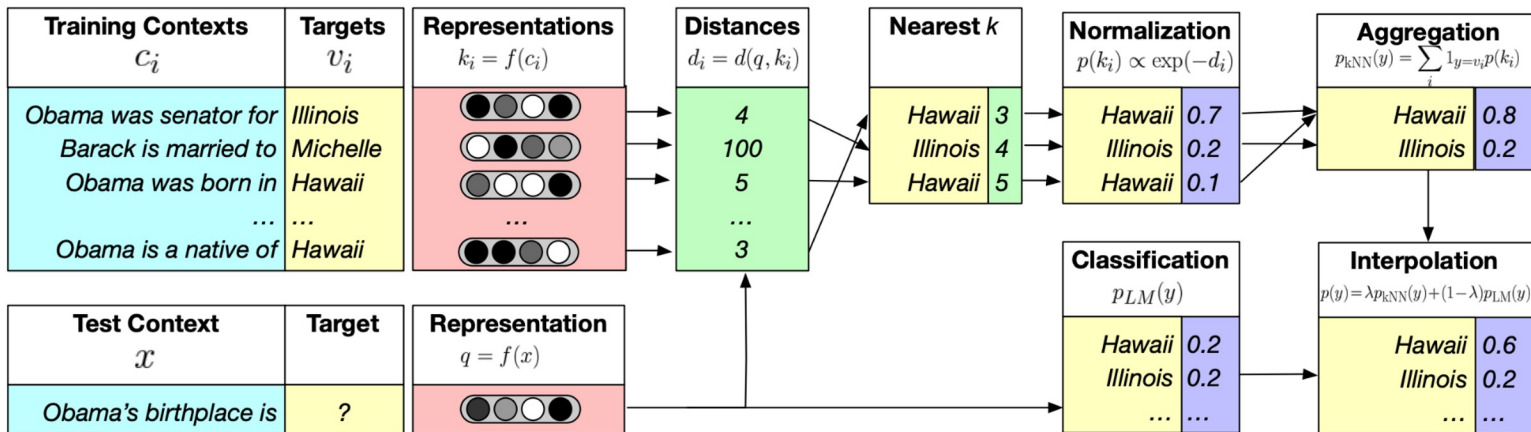 Training Contexts Targets Representations Distances Nearest k Normalization Aggregation
c_i v_i k_i = f(c_i) d_i = d(q, k_i) p(k_i) ∝ exp(−d_i) p_kNN(y) = ∑_i 1_{y=v_i} p(k_i)
Obama was senator for Illinois 4 Hawaii 3 Hawaii 0.7 Hawaii 0.8
Barack is married to Michelle 100 Illinois 4 Illinois 0.2 Illinois 0.2
Obama was born in Hawaii 5 Hawaii 5 Hawaii 0.1
... ... ... ...
Obama is a native of Hawaii 3
Classification Interpolation
p_LM(y) p(y) = λp_kNN(y) + (1−λ)p_LM(y)
Test Context Target Representation
x q = f(x)
Hawaii 0.2 Hawaii 0.6
Illinois 0.2 Illinois 0.2
Obama's birthplace is ? ... ... ... ...